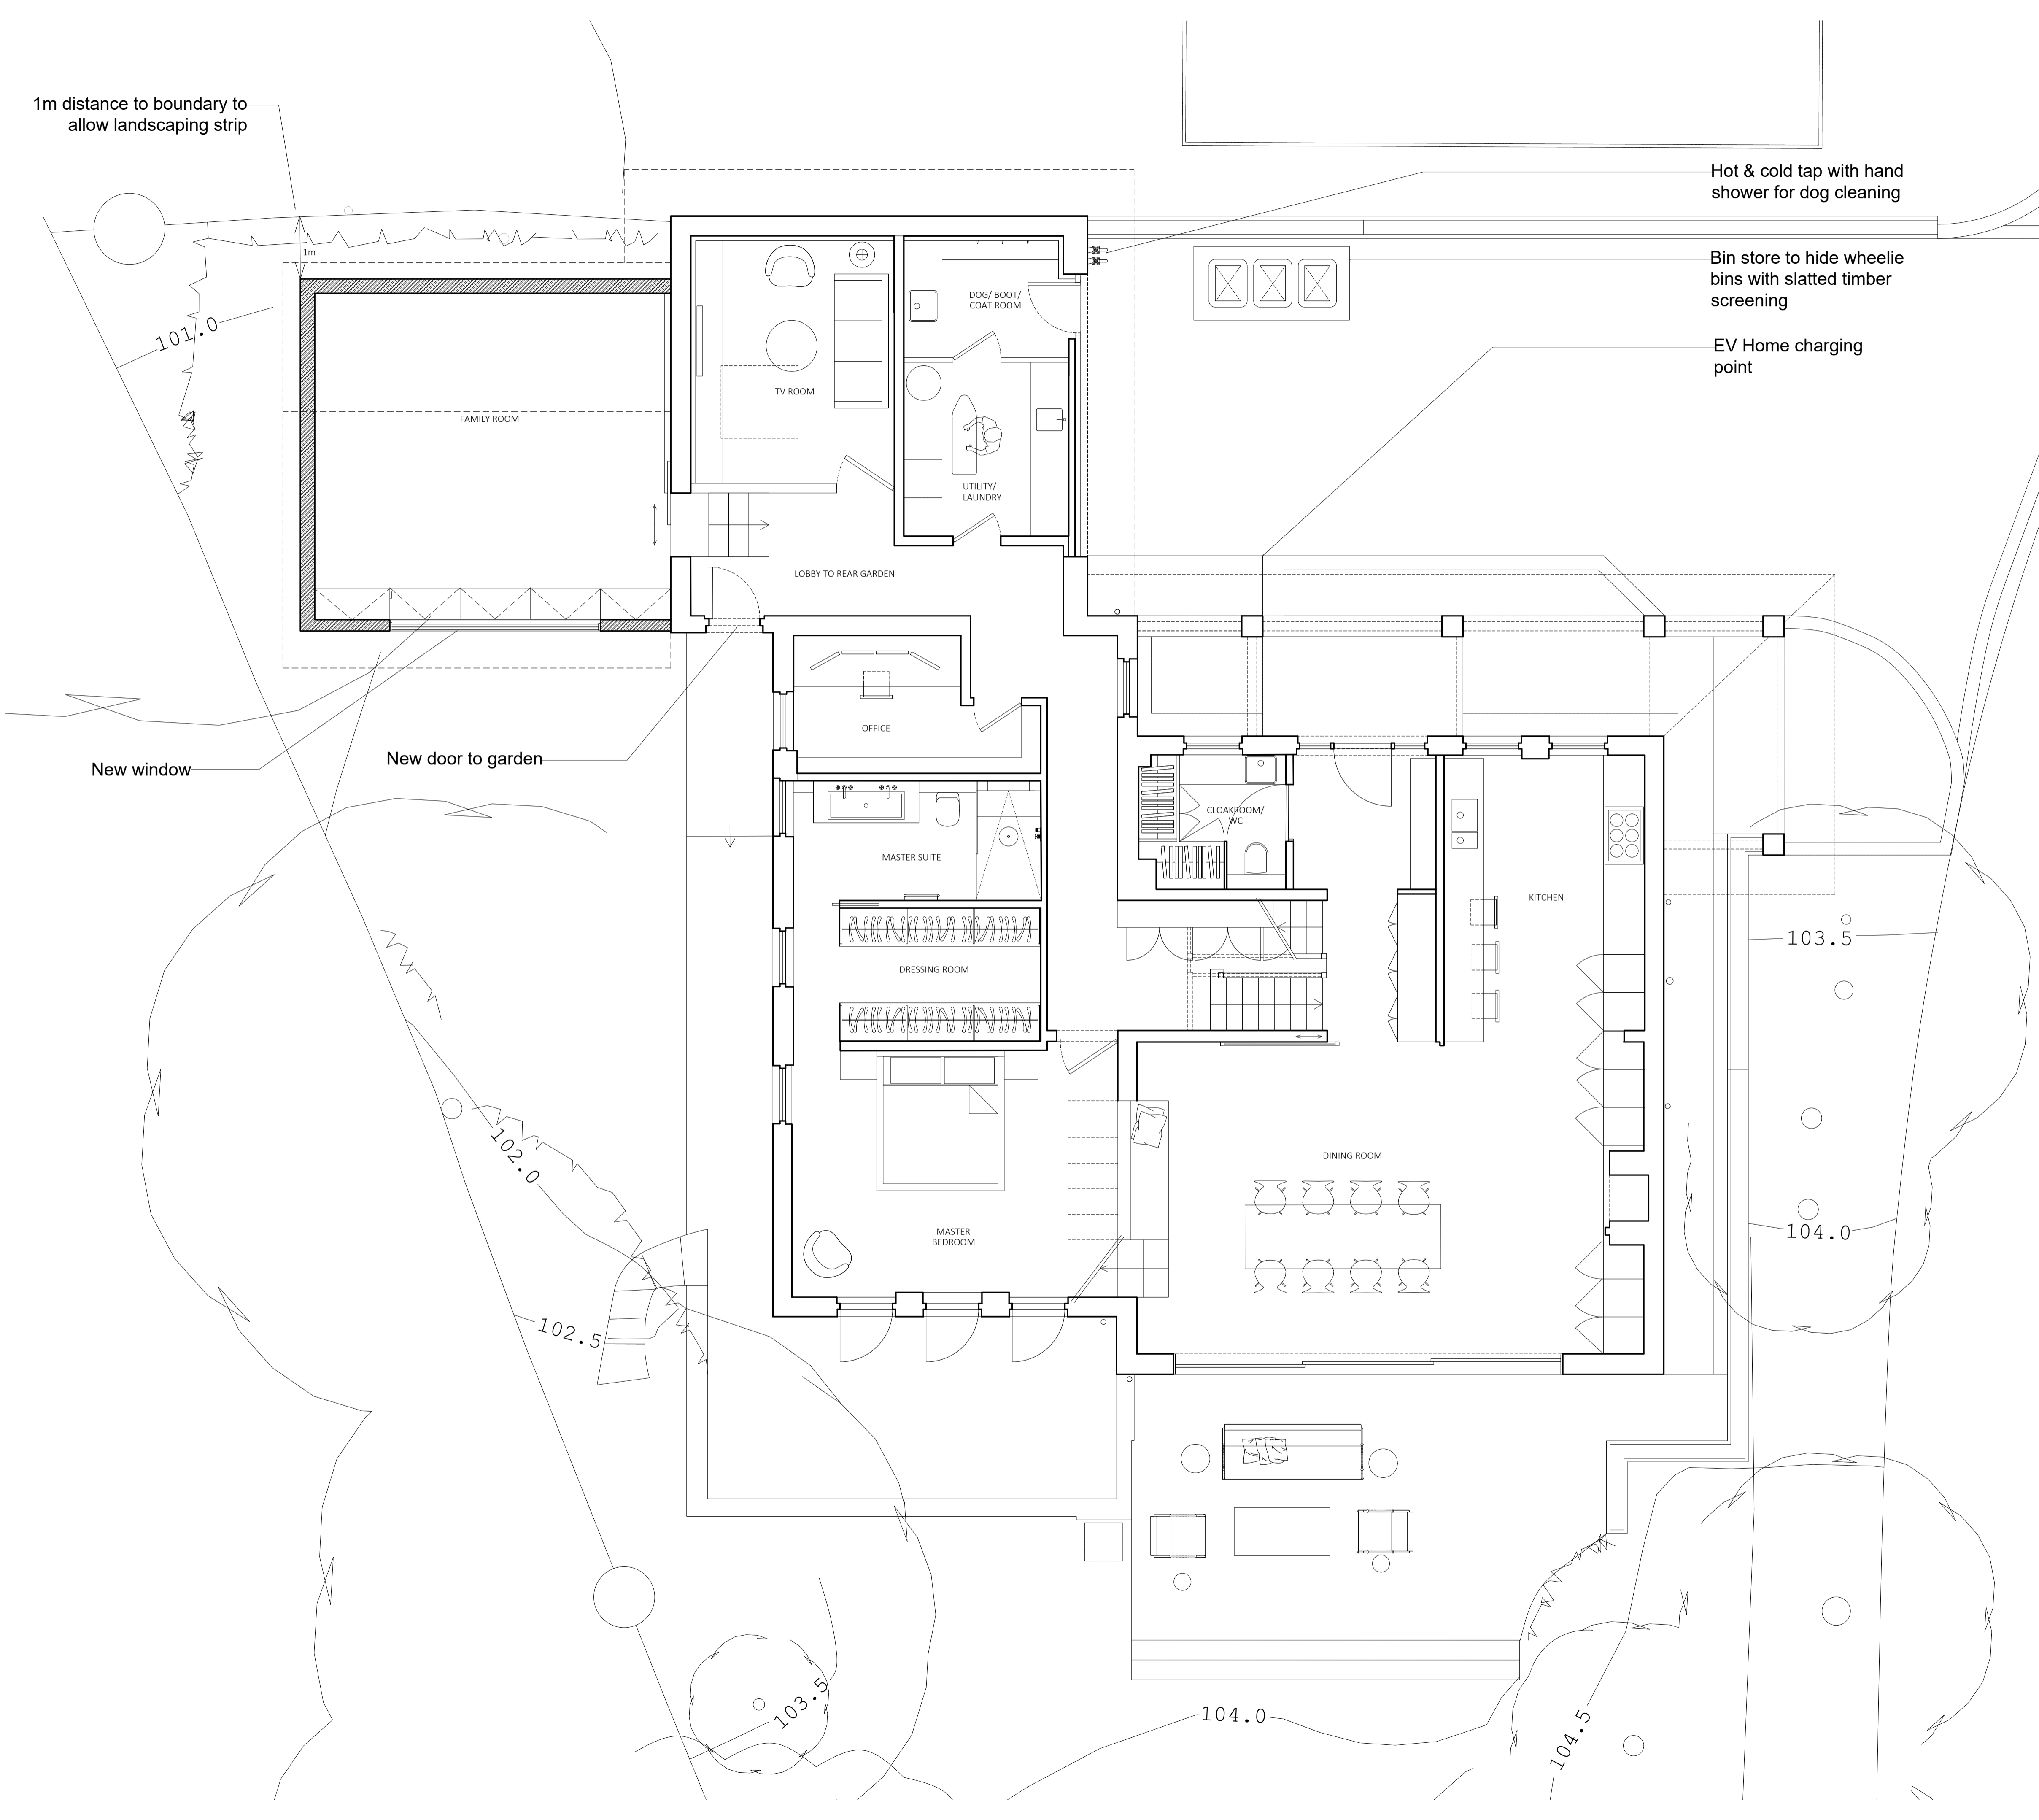 1m distance to boundary to
allow landscaping strip
Hot & cold tap with hand
shower for dog cleaning
Bin store to hide wheelie
bins with slatted timber
screening
EV Home charging
point
1m
101.0
FAMILY ROOM
TV ROOM
DOG/ BOOT/
COAT ROOM
UTILITY/
LAUNDRY
LOBBY TO REAR GARDEN
New window
New door to garden
OFFICE
CLOAKROOM/
WC
MASTER SUITE
KITCHEN
DRESSING ROOM
103.5
102.0
DINING ROOM
MASTER
BEDROOM
104.0
102.5
103.5
104.0
104.5